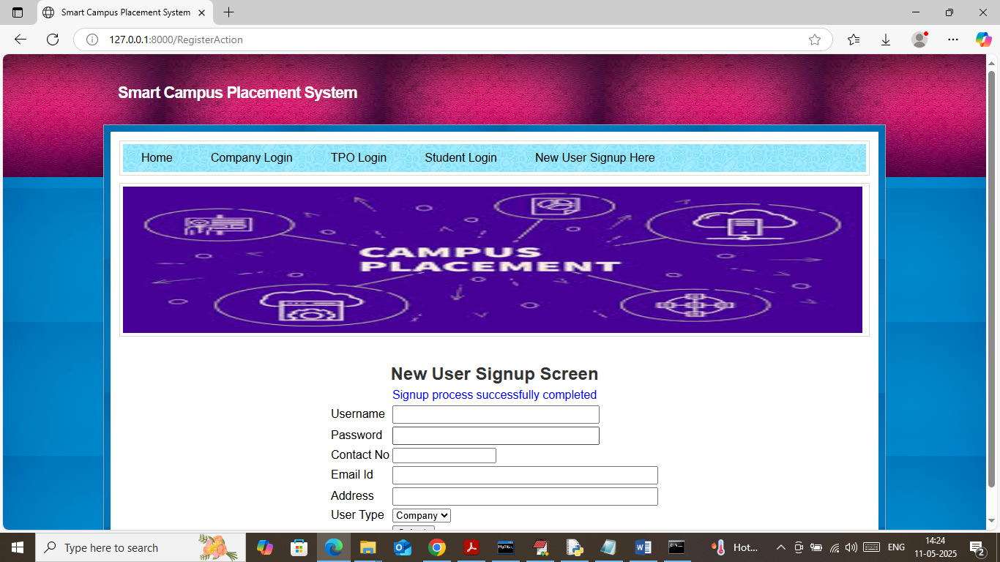 Smart Campus Placement System
127.0.0.1:8000/RegisterAction
Smart Campus Placement System
Home Company Login TPO Login Student Login New User Signup Here
CAMPUS
PLACEMENT
New User Signup Screen
Signup process successfully completed
Username
Password
Contact No
Email Id
Address
User Type Company
Type here to search
Hot...
ENG
14:24
11-05-2025
2